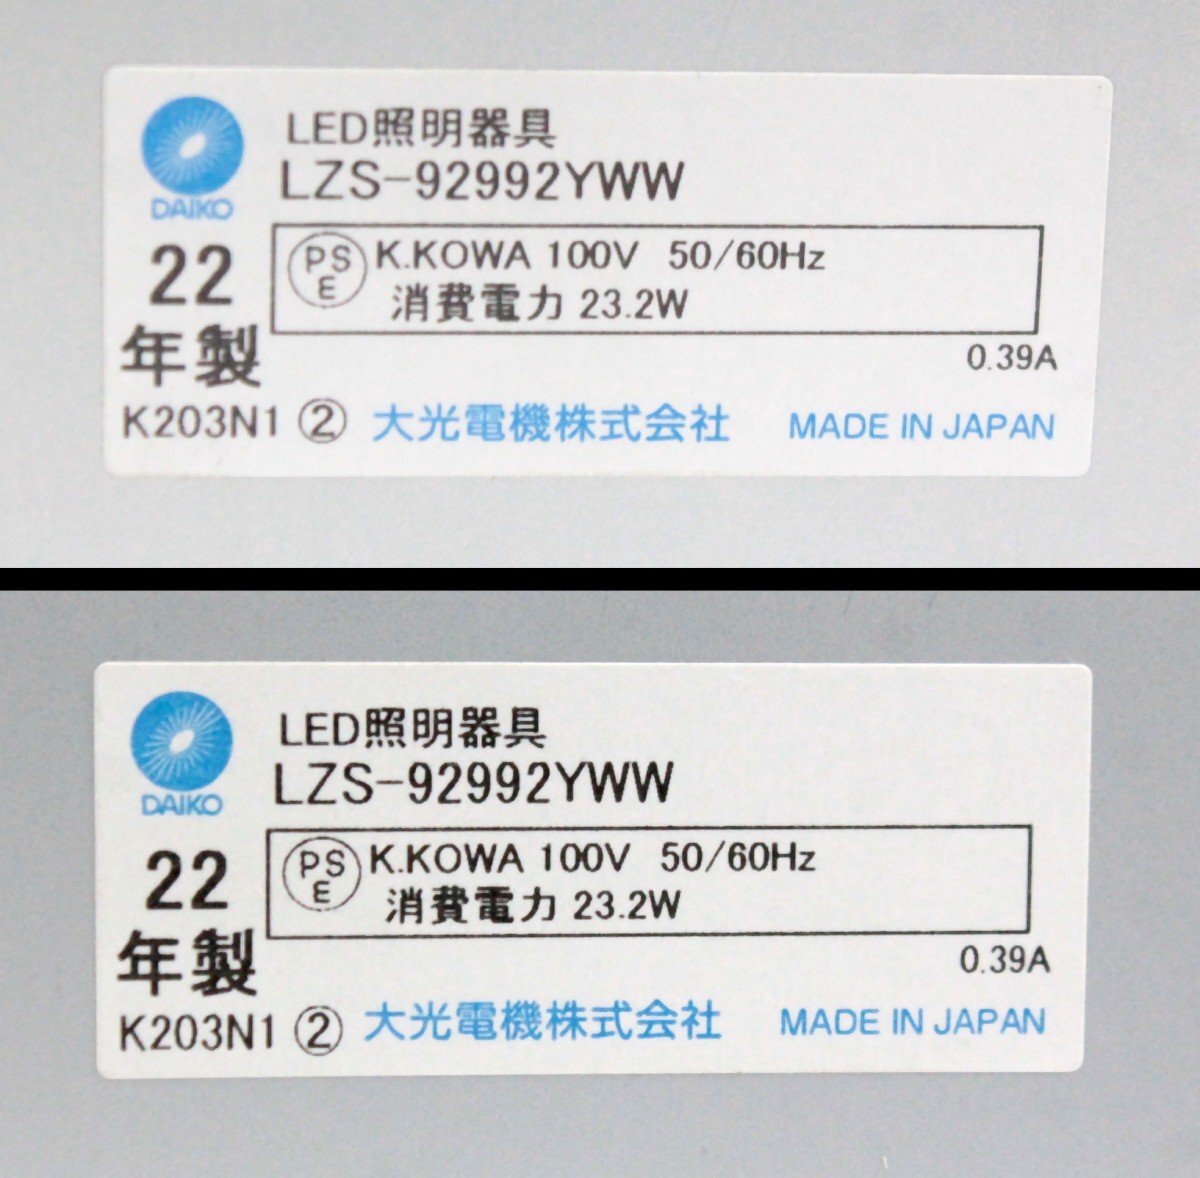 LED照明器具
LZS-92992YWW
DAIKO
22
年製
PS
E
K.KOWA 100V 50/60Hz
消費電力 23.2W
0.39A
K203N1 ② 大光電機株式会社 MADE IN JAPAN
LED照明器具
LZS-92992YWW
DAIKO
22
年製
PS
E
K.KOWA 100V 50/60Hz
消費電力 23.2W
0.39A
K203N1 ② 大光電機株式会社 MADE IN JAPAN